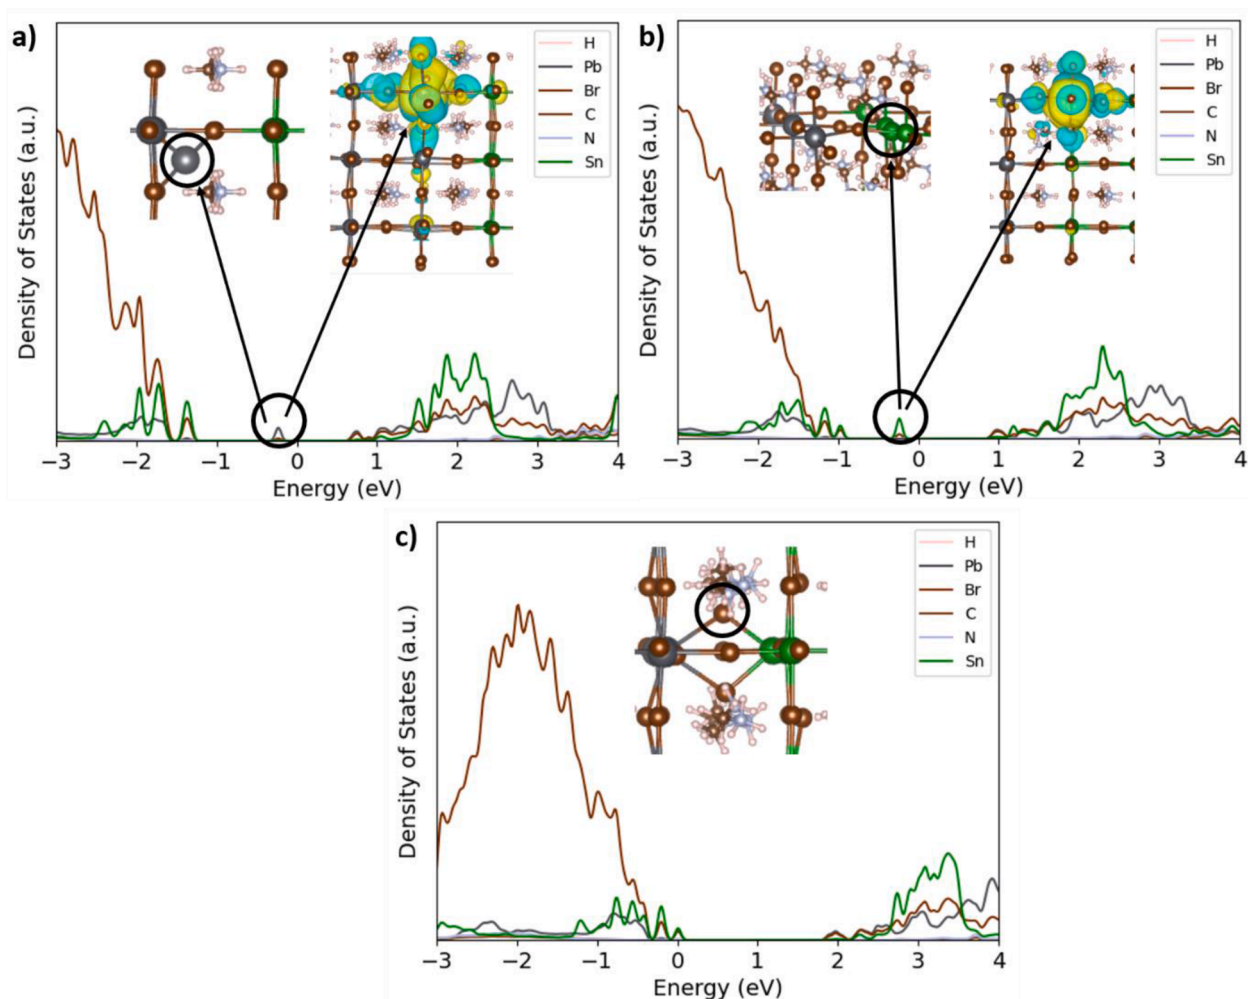 a)
H
Pb
Br
C
N
Sn
Density of States (a.u.)
−3 −2 −1 0 1 2 3 4
Energy (eV)
b)
H
Pb
Br
C
N
Sn
Density of States (a.u.)
−3 −2 −1 0 1 2 3 4
Energy (eV)
c)
H
Pb
Br
C
N
Sn
Density of States (a.u.)
−3 −2 −1 0 1 2 3 4
Energy (eV)